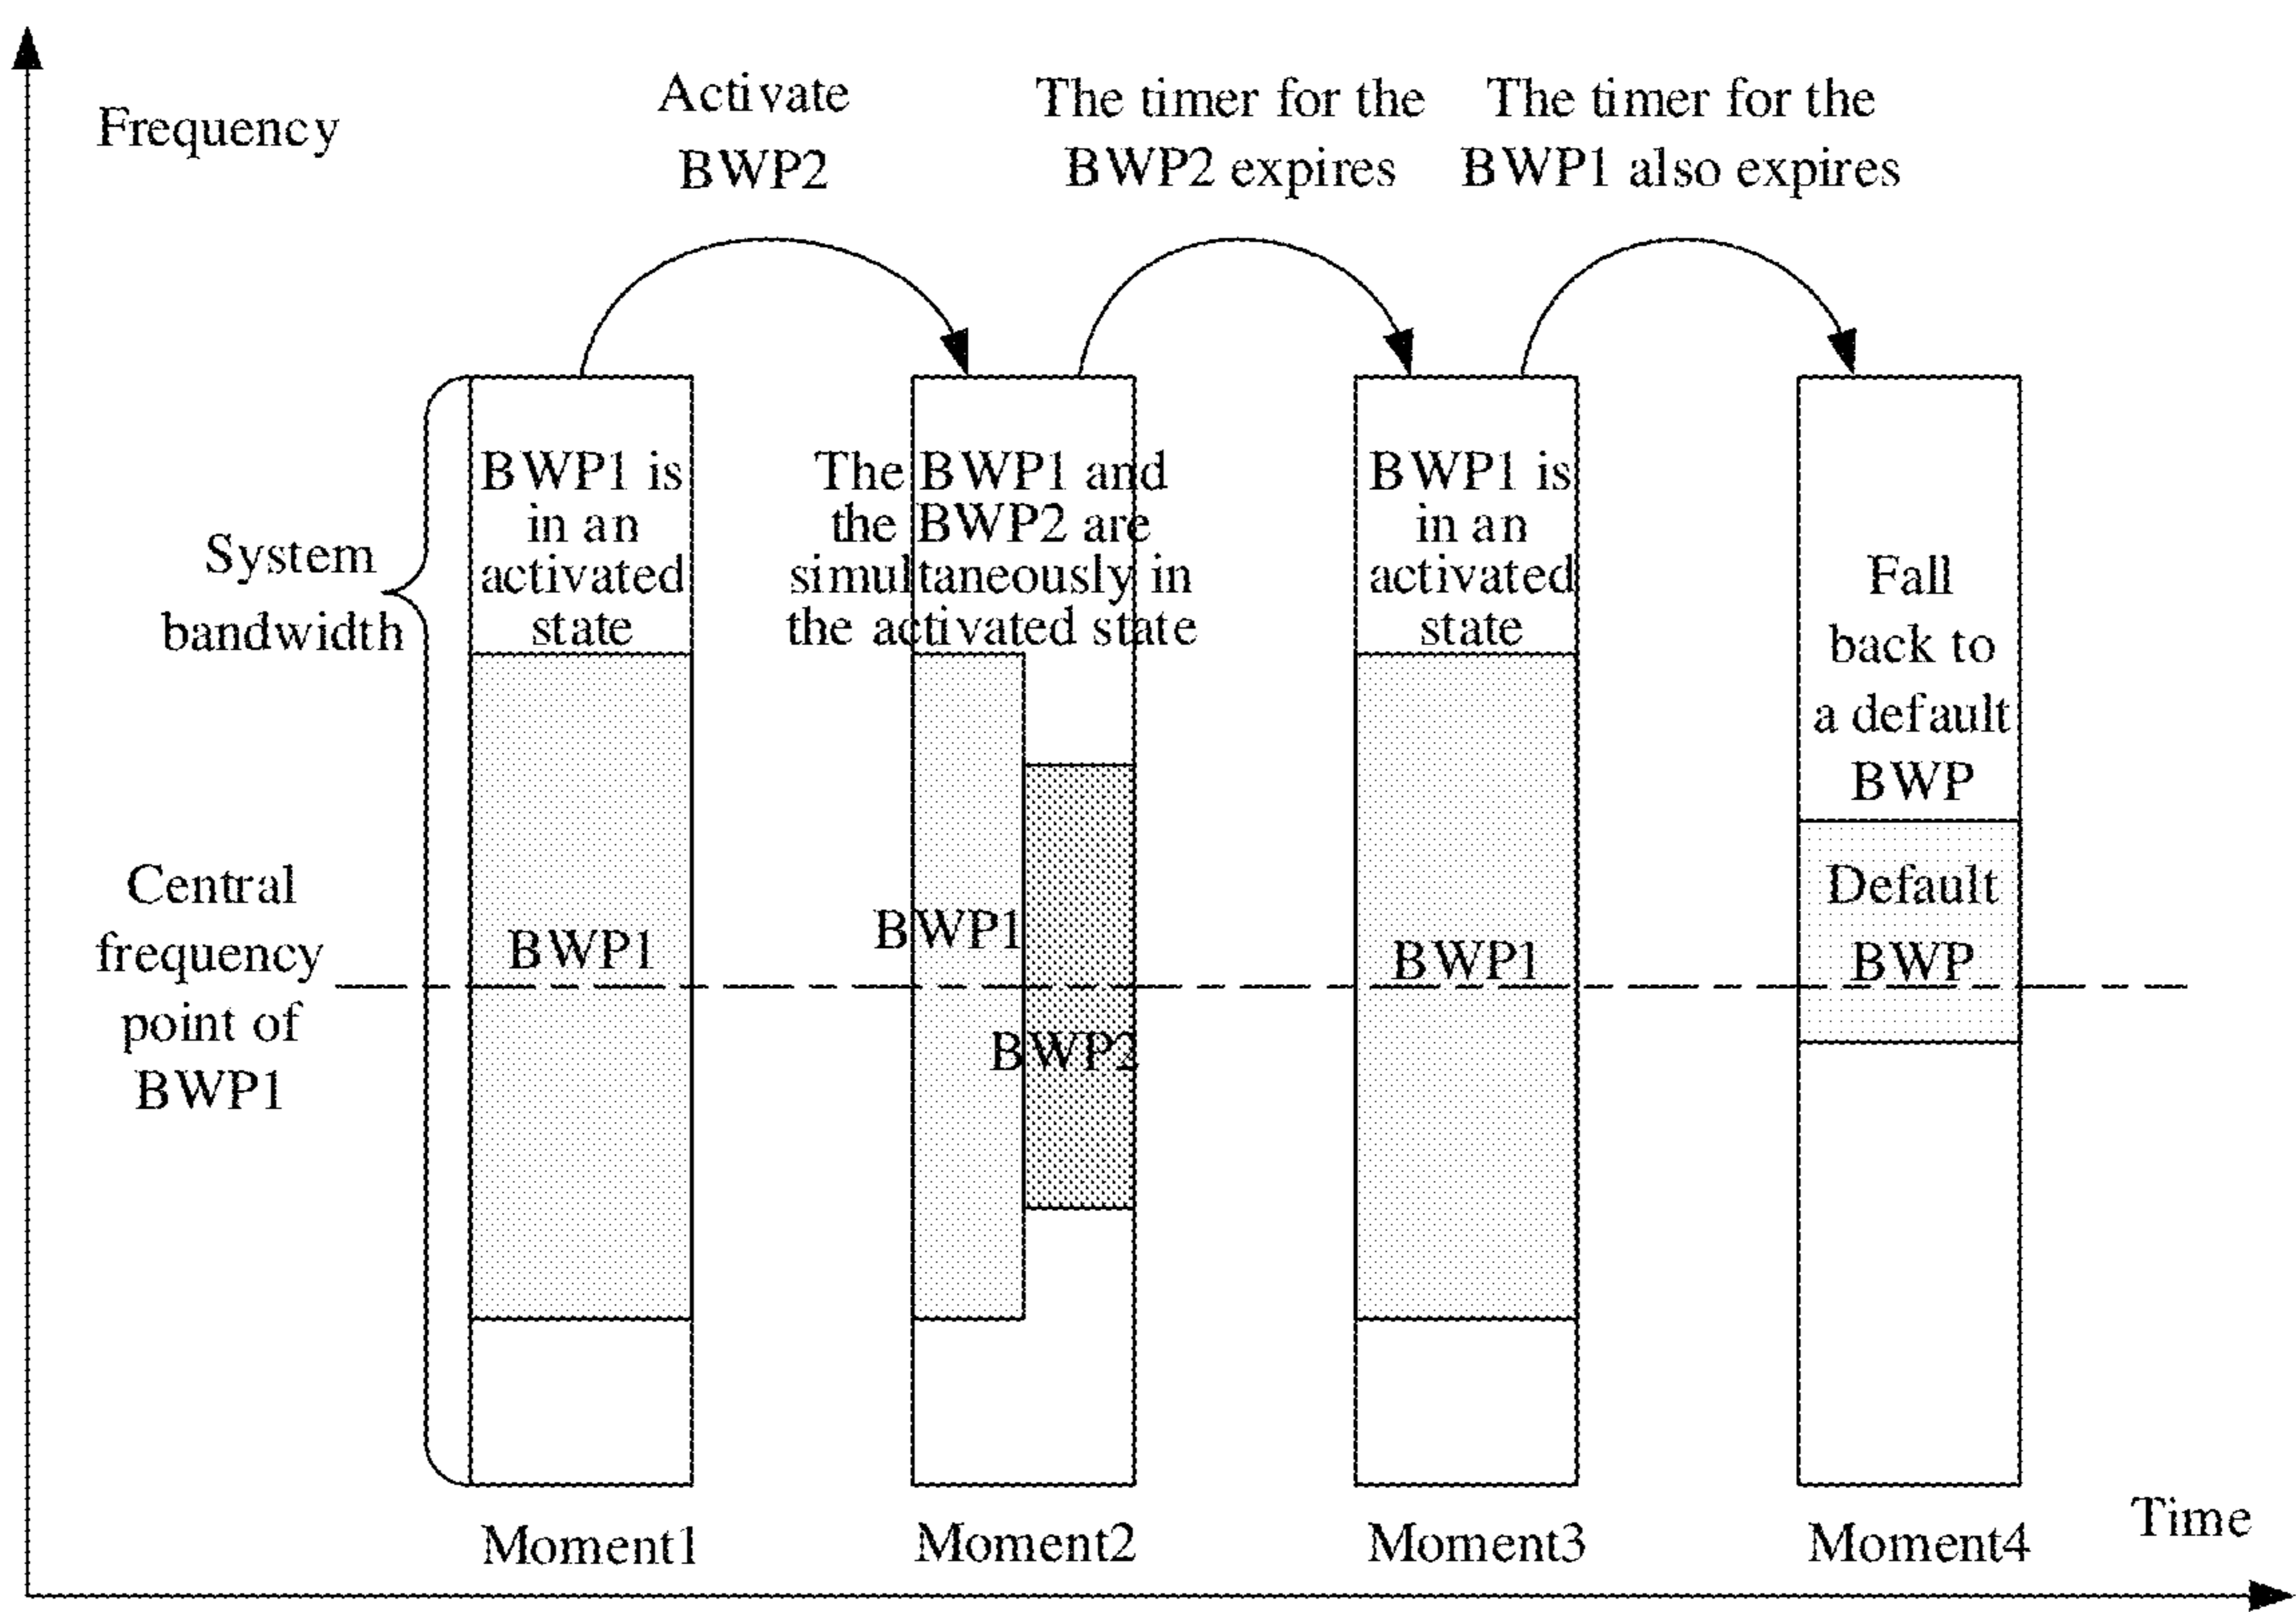 Frequency
Activate
BWP2
The timer for the
BWP2 expires
The timer for the
BWP1 also expires
System
bandwidth
BWP1 is
in an
activated
state
The BWP1 and
the BWP2 are
simultaneously in
the activated state
BWP1 is
in an
activated
state
Fall
back to
a default
BWP
Central
frequency
point of
BWP1
BWP1
BWP1
BWP2
BWP1
Default
BWP
Moment1
Moment2
Moment3
Moment4
Time